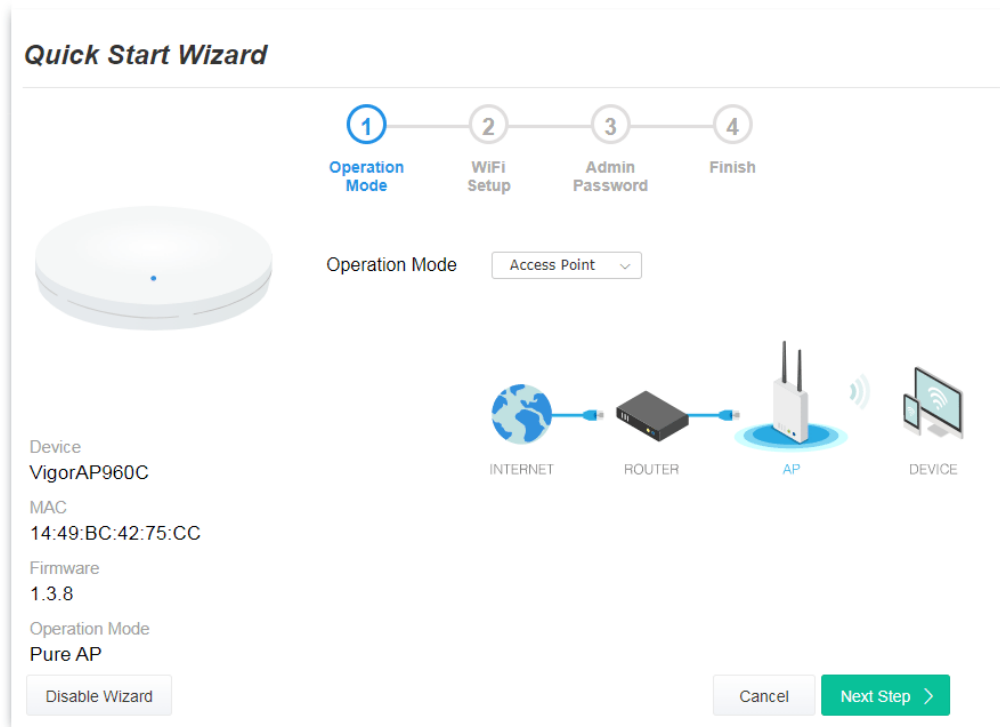 Quick Start Wizard
1 2 3 4
Operation Mode
WiFi Setup
Admin Password
Finish
Operation Mode Access Point
INTERNET ROUTER AP DEVICE
Device
VigorAP960C
MAC
14:49:BC:42:75:CC
Firmware
1.3.8
Operation Mode
Pure AP
Disable Wizard Cancel Next Step